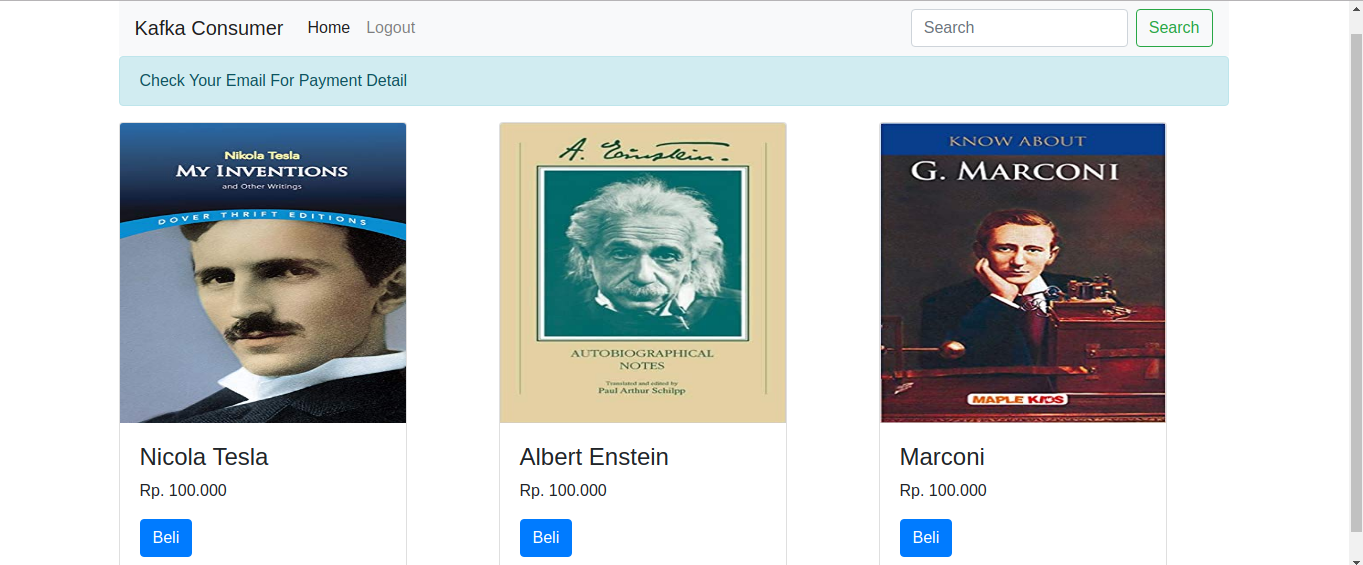 Kafka Consumer Home Logout Search Search
Check Your Email For Payment Detail
Nikola Tesla
MY INVENTIONS
and Other Writings
DOVER THRIFT EDITIONS
A. Einstein.
AUTOBIOGRAPHICAL
NOTES
Translated and edited by
Paul Arthur Schilpp
KNOW ABOUT
G. MARCONI
MAPLE KIDS
Nicola Tesla
Rp. 100.000
Beli
Albert Enstein
Rp. 100.000
Beli
Marconi
Rp. 100.000
Beli